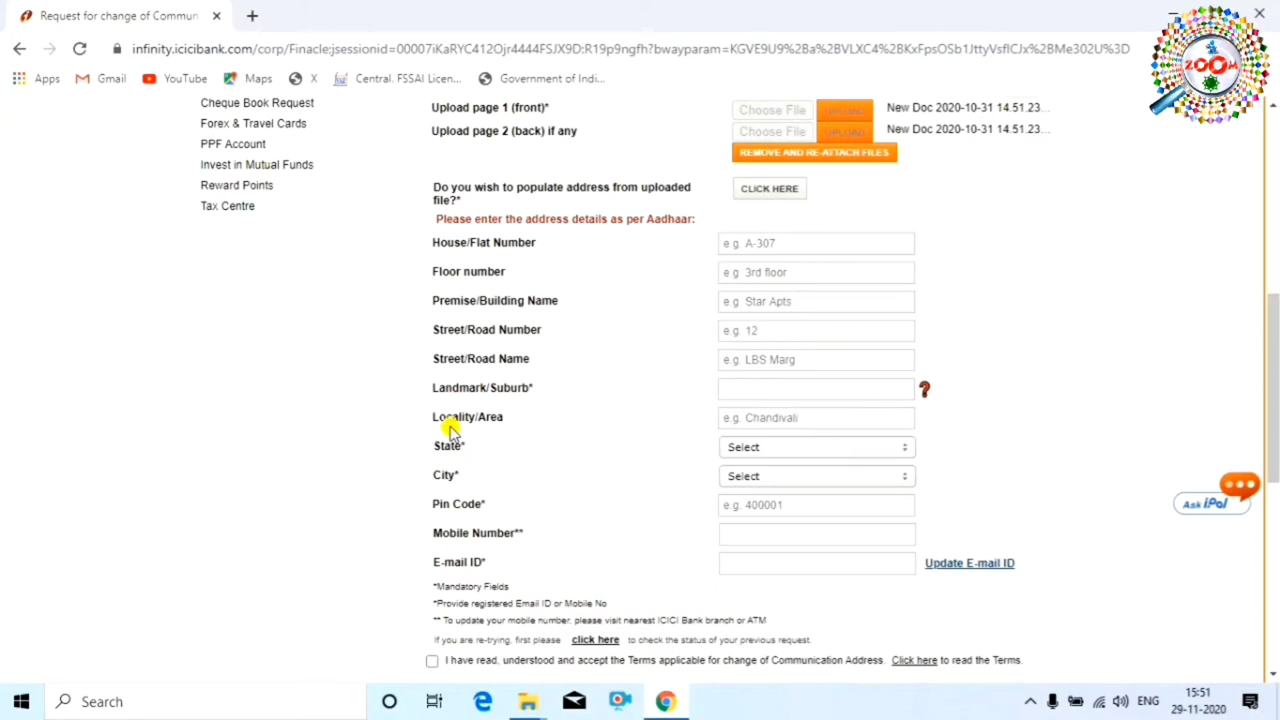 Request for change of Commun
infinity.icicibank.com/corp/Finacle;jsessionid=00007iKaRYC412Ojr4444FSJX9D:R19p9ngfh?bwayparam=KGVE9U9%2Ba%2BVLXC4%2BKxFpsOSb1JttyVsflCJx%2BMe302U%3D
Apps Gmail YouTube Maps X Central. FSSAI Licen... Government of Indi...
ZOOM
Cheque Book Request
Forex & Travel Cards
PPF Account
Invest in Mutual Funds
Reward Points
Tax Centre
Upload page 1 (front)* Choose File UPLOAD New Doc 2020-10-31 14.51.23...
Upload page 2 (back) if any Choose File UPLOAD New Doc 2020-10-31 14.51.23...
REMOVE AND RE-ATTACH FILES
Do you wish to populate address from uploaded
file?* CLICK HERE
Please enter the address details as per Aadhaar:
House/Flat Number e g A-307
Floor number e g 3rd floor
Premise/Building Name e g Star Apts
Street/Road Number e.g. 12
Street/Road Name e.g. LBS Marg
Landmark/Suburb* ?
Locality/Area e.g. Chandivali
State* Select
City* Select
Pin Code* e.g. 400001
Mobile Number**
E-mail ID* Update E-mail ID
*Mandatory Fields
*Provide registered Email ID or Mobile No
** To update your mobile number, please visit nearest ICICI Bank branch or ATM
If you are re-trying, first please click here to check the status of your previous request.
I have read, understood and accept the Terms applicable for change of Communication Address. Click here to read the Terms.
Ask iPal
Search
ENG
15:51
29-11-2020